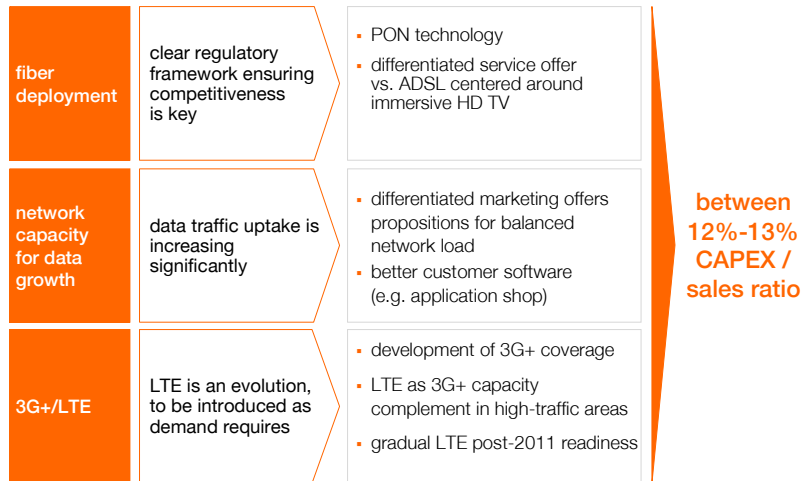 fiber
deployment
clear regulatory
framework ensuring
competitiveness
is key
PON technology
differentiated service offer
vs. ADSL centered around
immersive HD TV
network
capacity
for data
growth
data traffic uptake is
increasing
significantly
differentiated marketing offers
propositions for balanced
network load
better customer software
(e.g. application shop)
3G+/LTE
LTE is an evolution,
to be introduced as
demand requires
development of 3G+ coverage
LTE as 3G+ capacity
complement in high-traffic areas
gradual LTE post-2011 readiness
between
12%-13%
CAPEX /
sales ratio